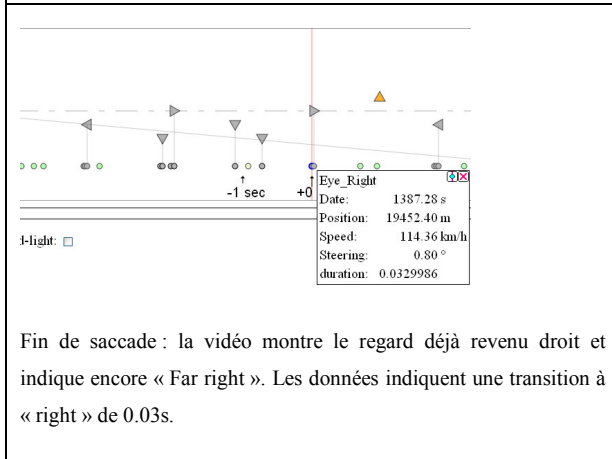 -1 sec
+0
Eye_Right
Date: 1387.28 s
Position: 19452.40 m
Speed: 114.36 km/h
Steering: 0.80 °
duration: 0.0329986
d-light:
Fin de saccade : la vidéo montre le regard déjà revenu droit et
indique encore « Far right ». Les données indiquent une transition à
« right » de 0.03s.